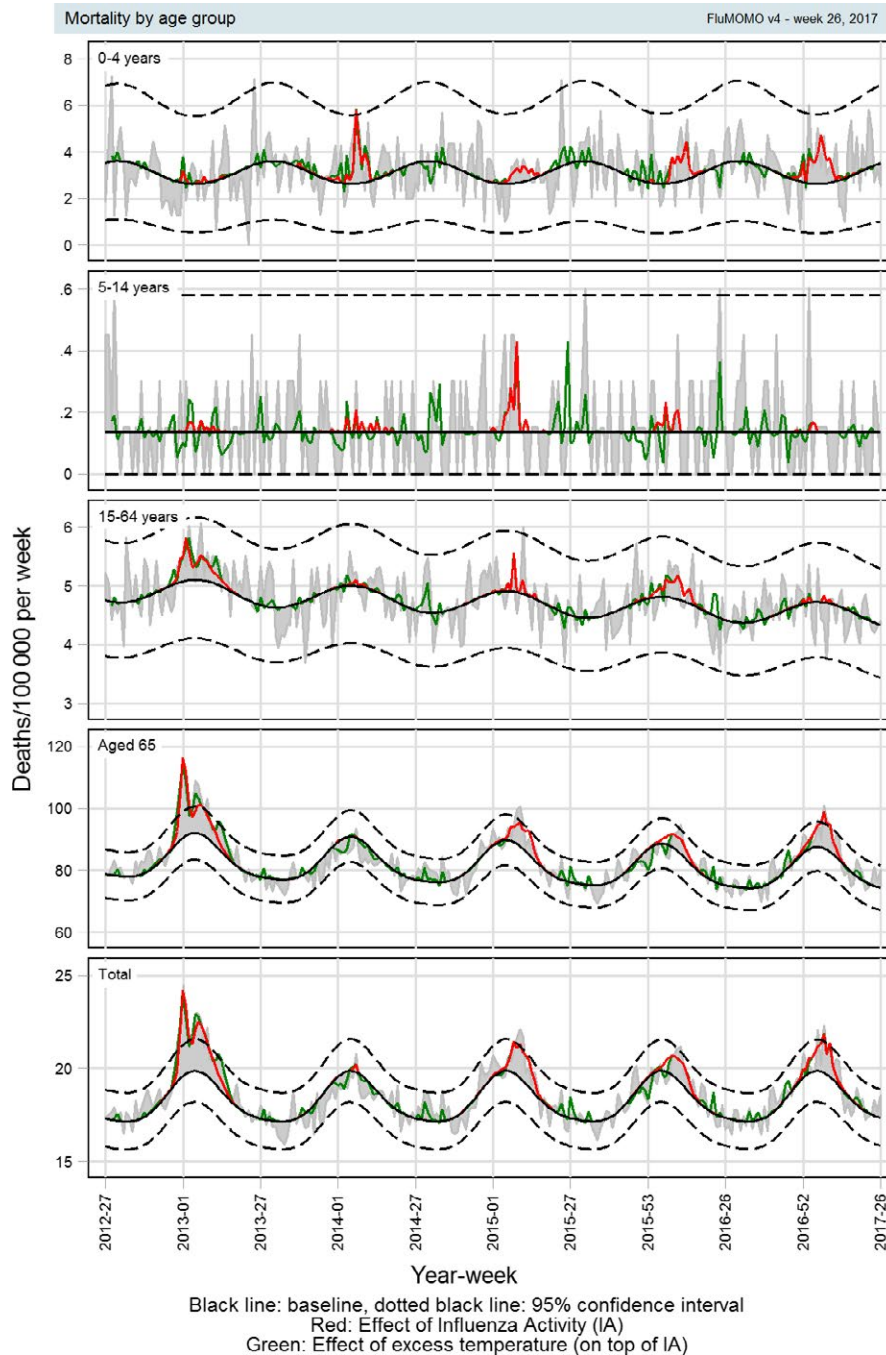 Mortality by age group FluMOMO v4 - week 26, 2017
0-4 years
8
6
4
2
0
5-14 years
.6
.4
.2
0
15-64 years
6
5
4
3
Aged 65
120
100
80
60
Total
25
20
15
Deaths/100 000 per week
2012-27 2013-01 2013-27 2014-01 2014-27 2015-01 2015-27 2015-53 2016-26 2016-52 2017-26
Year-week
Black line: baseline, dotted black line: 95% confidence interval
Red: Effect of Influenza Activity (IA)
Green: Effect of excess temperature (on top of IA)